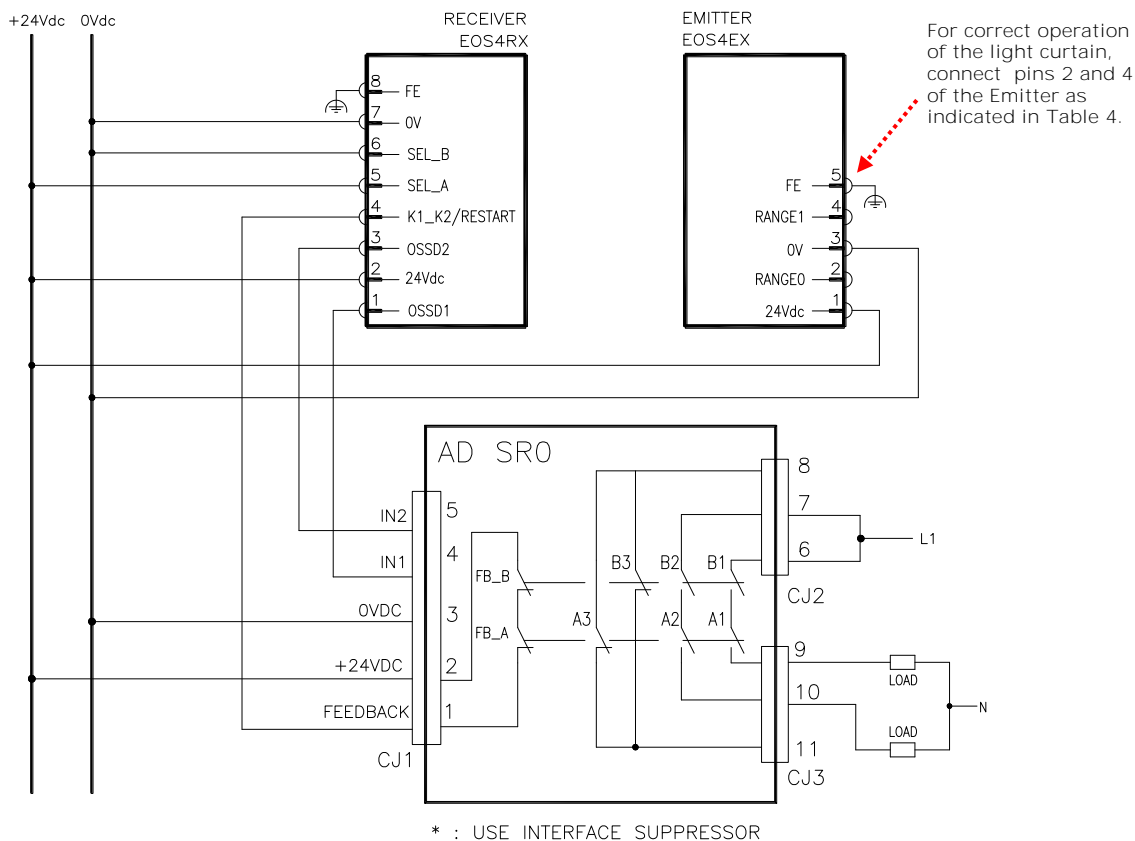 +24Vdc 0Vdc
RECEIVER
EOS4RX
EMITTER
EOS4EX
For correct operation
of the light curtain,
connect pins 2 and 4
of the Emitter as
indicated in Table 4.
8 FE
7 0V
6 SEL_B
5 SEL_A
4 K1_K2/RESTART
3 OSSD2
2 24Vdc
1 OSSD1
FE 5
RANGE1 4
0V 3
RANGE0 2
24Vdc 1
AD SR0
IN2 5
IN1 4
0VDC 3
+24VDC 2
FEEDBACK 1
CJ1
FB_B
FB_A
B3 B2 B1
A3 A2 A1
8
7
6
CJ2
L1
9
10
11
CJ3
LOAD
LOAD
N
* : USE INTERFACE SUPPRESSOR